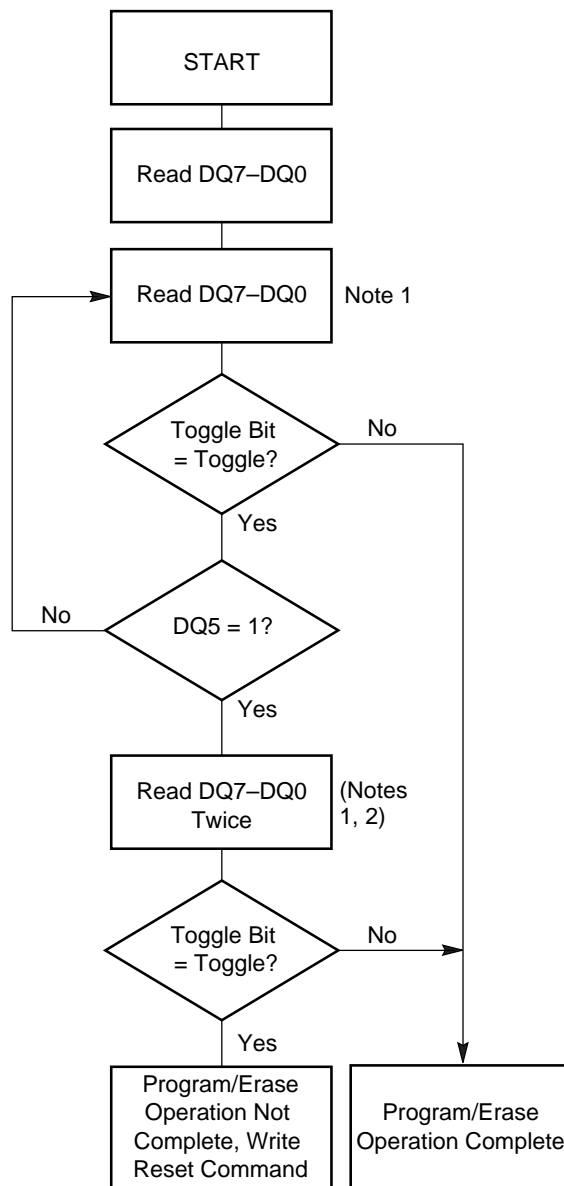 START
Read DQ7–DQ0
Read DQ7–DQ0
Note 1
Toggle Bit
= Toggle?
No
Yes
DQ5 = 1?
No
Yes
Read DQ7–DQ0
Twice
(Notes
1, 2)
Toggle Bit
= Toggle?
No
Yes
Program/Erase
Operation Not
Complete, Write
Reset Command
Program/Erase
Operation Complete